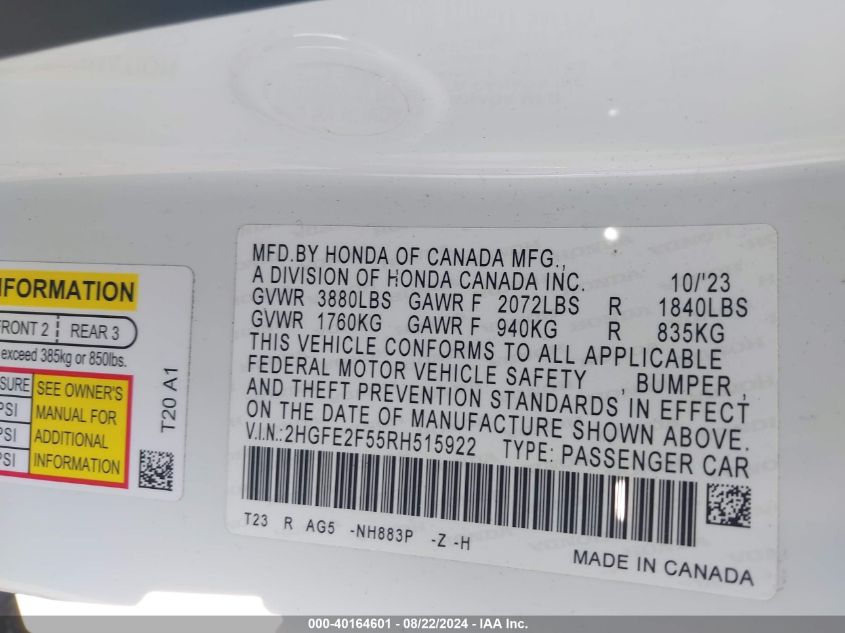 NFORMATION
FRONT 2 REAR 3
exceed 385kg or 850lbs.
SURE SEE OWNER'S
PSI MANUAL FOR
PSI ADDITIONAL
PSI INFORMATION
T20 A1
MFD.BY HONDA OF CANADA MFG.,
A DIVISION OF HONDA CANADA INC. 10/'23
GVWR 3880LBS GAWR F 2072LBS R 1840LBS
GVWR 1760KG GAWR F 940KG R 835KG
THIS VEHICLE CONFORMS TO ALL APPLICABLE
FEDERAL MOTOR VEHICLE SAFETY , BUMPER ,
AND THEFT PREVENTION STANDARDS IN EFFECT
ON THE DATE OF MANUFACTURE SHOWN ABOVE.
V.I.N.:2HGFE2F55RH515922 TYPE: PASSENGER CAR
T23 R AG5 -NH883P -Z -H
MADE IN CANADA
000-40164601 - 08/22/2024 - IAA Inc.